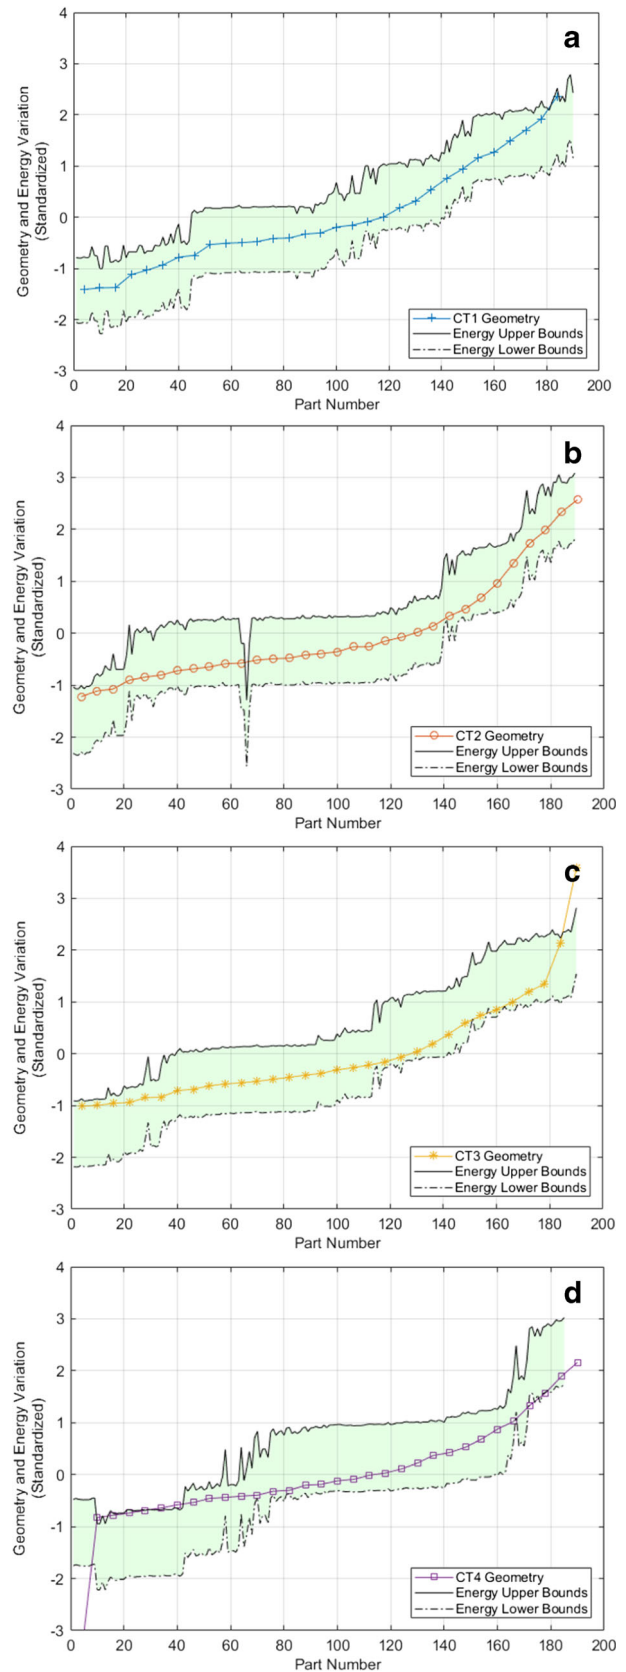 a
4
3
2
1
0
-1
-2
-3
Geometry and Energy Variation
(Standardized)
CT1 Geometry
Energy Upper Bounds
Energy Lower Bounds
0 20 40 60 80 100 120 140 160 180 200
Part Number
b
4
3
2
1
0
-1
-2
-3
Geometry and Energy Variation
(Standardized)
CT2 Geometry
Energy Upper Bounds
Energy Lower Bounds
0 20 40 60 80 100 120 140 160 180 200
Part Number
c
4
3
2
1
0
-1
-2
-3
Geometry and Energy Variation
(Standardized)
CT3 Geometry
Energy Upper Bounds
Energy Lower Bounds
0 20 40 60 80 100 120 140 160 180 200
Part Number
d
4
3
2
1
0
-1
-2
-3
Geometry and Energy Variation
(Standardized)
CT4 Geometry
Energy Upper Bounds
Energy Lower Bounds
0 20 40 60 80 100 120 140 160 180 200
Part Number